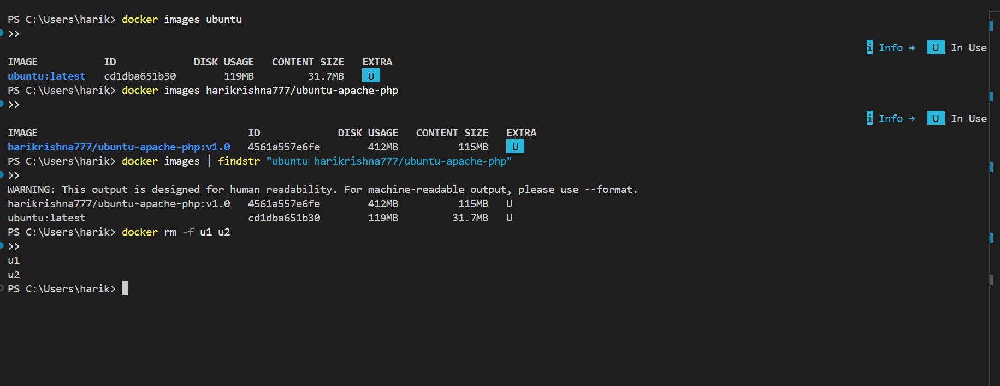 PS C:\Users\harik> docker images ubuntu
>>
i Info → U In Use
IMAGE ID DISK USAGE CONTENT SIZE EXTRA
ubuntu:latest cd1dba651b30 119MB 31.7MB U
PS C:\Users\harik> docker images harikrishna777/ubuntu-apache-php
>>
i Info → U In Use
IMAGE ID DISK USAGE CONTENT SIZE EXTRA
harikrishna777/ubuntu-apache-php:v1.0 4561a557e6fe 412MB 115MB U
PS C:\Users\harik> docker images | findstr "ubuntu harikrishna777/ubuntu-apache-php"
>>
WARNING: This output is designed for human readability. For machine-readable output, please use --format.
harikrishna777/ubuntu-apache-php:v1.0 4561a557e6fe 412MB 115MB U
ubuntu:latest cd1dba651b30 119MB 31.7MB U
PS C:\Users\harik> docker rm -f u1 u2
>>
u1
u2
PS C:\Users\harik>